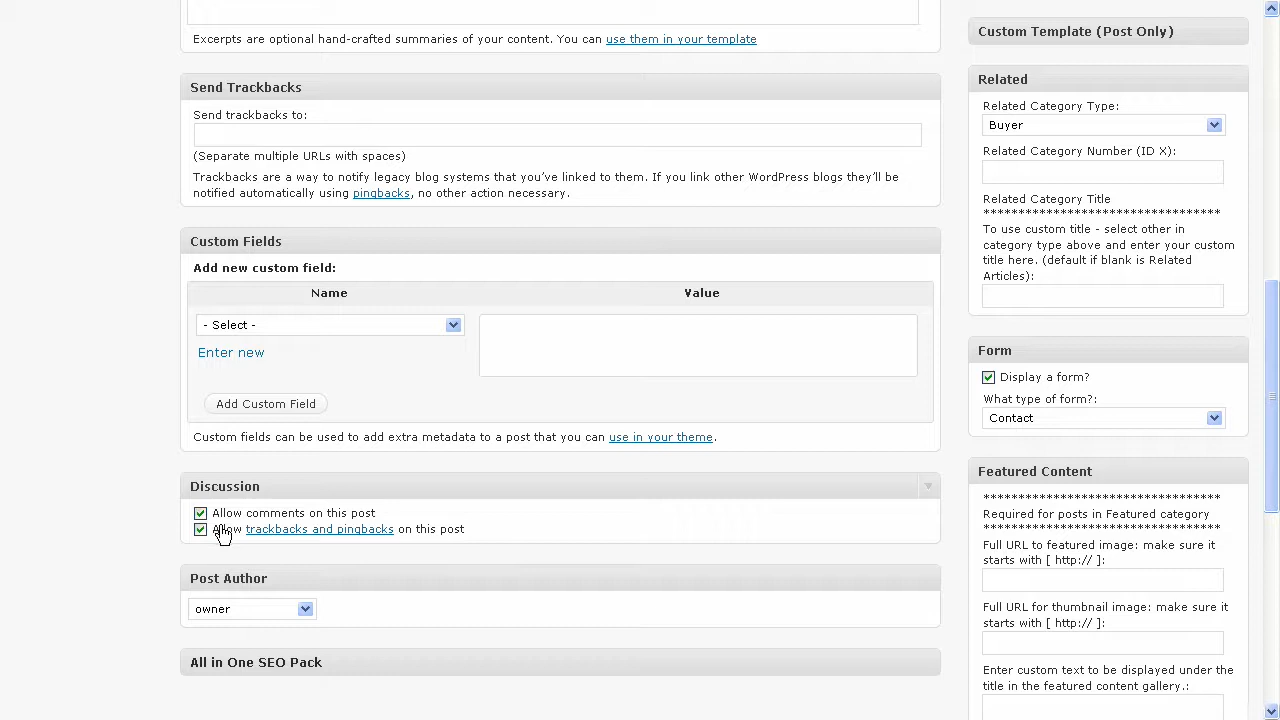 Excerpts are optional hand-crafted summaries of your content. You can use them in your template
Send Trackbacks
Send trackbacks to:
(Separate multiple URLs with spaces)
Trackbacks are a way to notify legacy blog systems that you've linked to them. If you link other WordPress blogs they'll be
notified automatically using pingbacks, no other action necessary.
Custom Fields
Add new custom field:
Name
Value
- Select -
Enter new
Add Custom Field
Custom fields can be used to add extra metadata to a post that you can use in your theme.
Discussion
Allow comments on this post
Allow trackbacks and pingbacks on this post
Post Author
owner
All in One SEO Pack
Custom Template (Post Only)
Related
Related Category Type:
Buyer
Related Category Number (ID X):
Related Category Title
**********************************
To use custom title - select other in
category type above and enter your custom
title here. (default if blank is Related
Articles):
Form
Display a form?
What type of form?:
Contact
Featured Content
**********************************
Required for posts in Featured category
**********************************
Full URL to featured image: make sure it
starts with [ http:// ]:
Full URL for thumbnail image: make sure it
starts with [ http:// ]:
Enter custom text to be displayed under the
title in the featured content gallery.: